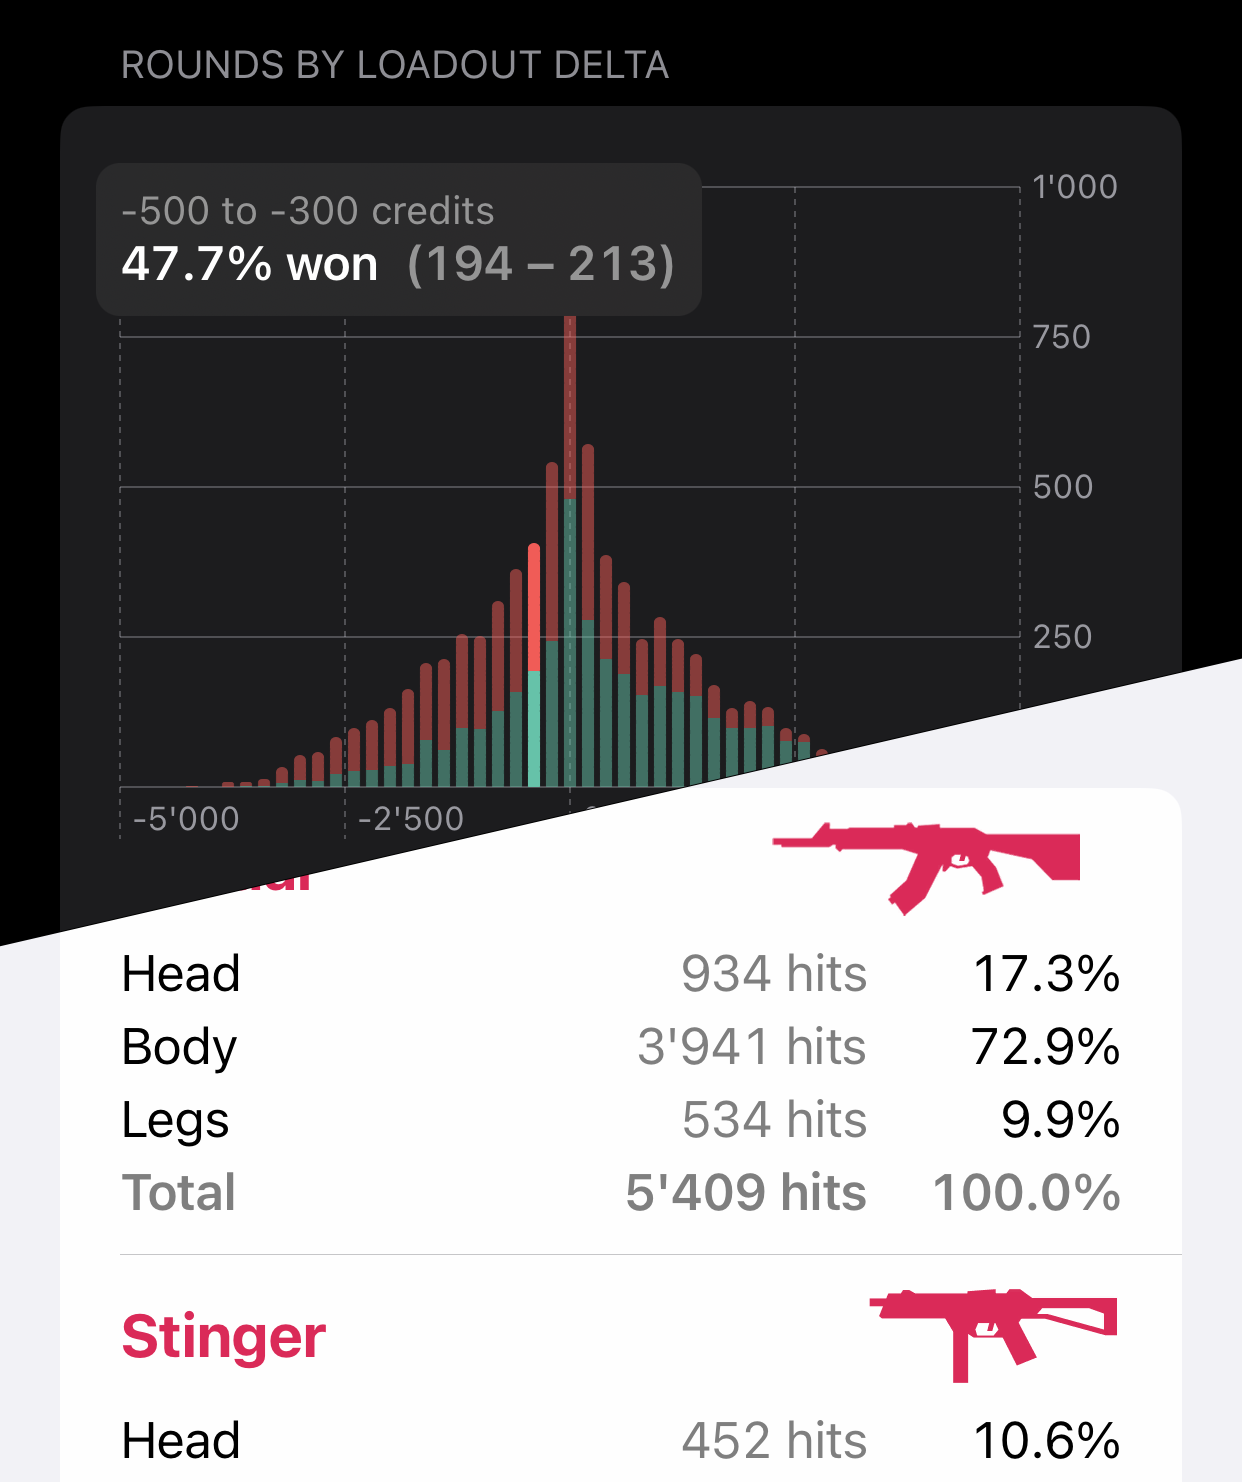 ROUNDS BY LOADOUT DELTA
-500 to -300 credits
47.7% won (194 – 213)
1'000
750
500
250
-5'000
-2'500
Head 934 hits 17.3%
Body 3'941 hits 72.9%
Legs 534 hits 9.9%
Total 5'409 hits 100.0%
Stinger
Head 452 hits 10.6%